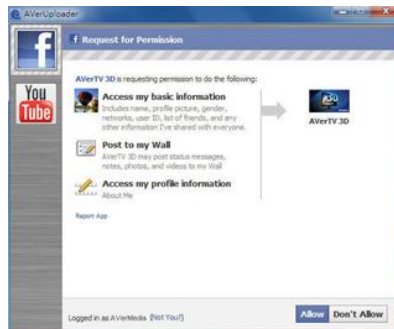 AVerUploader
f Request for Permission
f
You
Tube
AVerTV 3D is requesting permission to do the following:
Access my basic information
Includes name, profile picture, gender,
networks, user ID, list of friends, and any
other information I've shared with everyone.
AVerTV 3D
Post to my Wall
AverTV 3D may post status messages,
notes, photos, and videos to my Wall
Access my profile information
About Me
Report App
Logged in as AVerMedia (Not You?)
Allow
Don't Allow